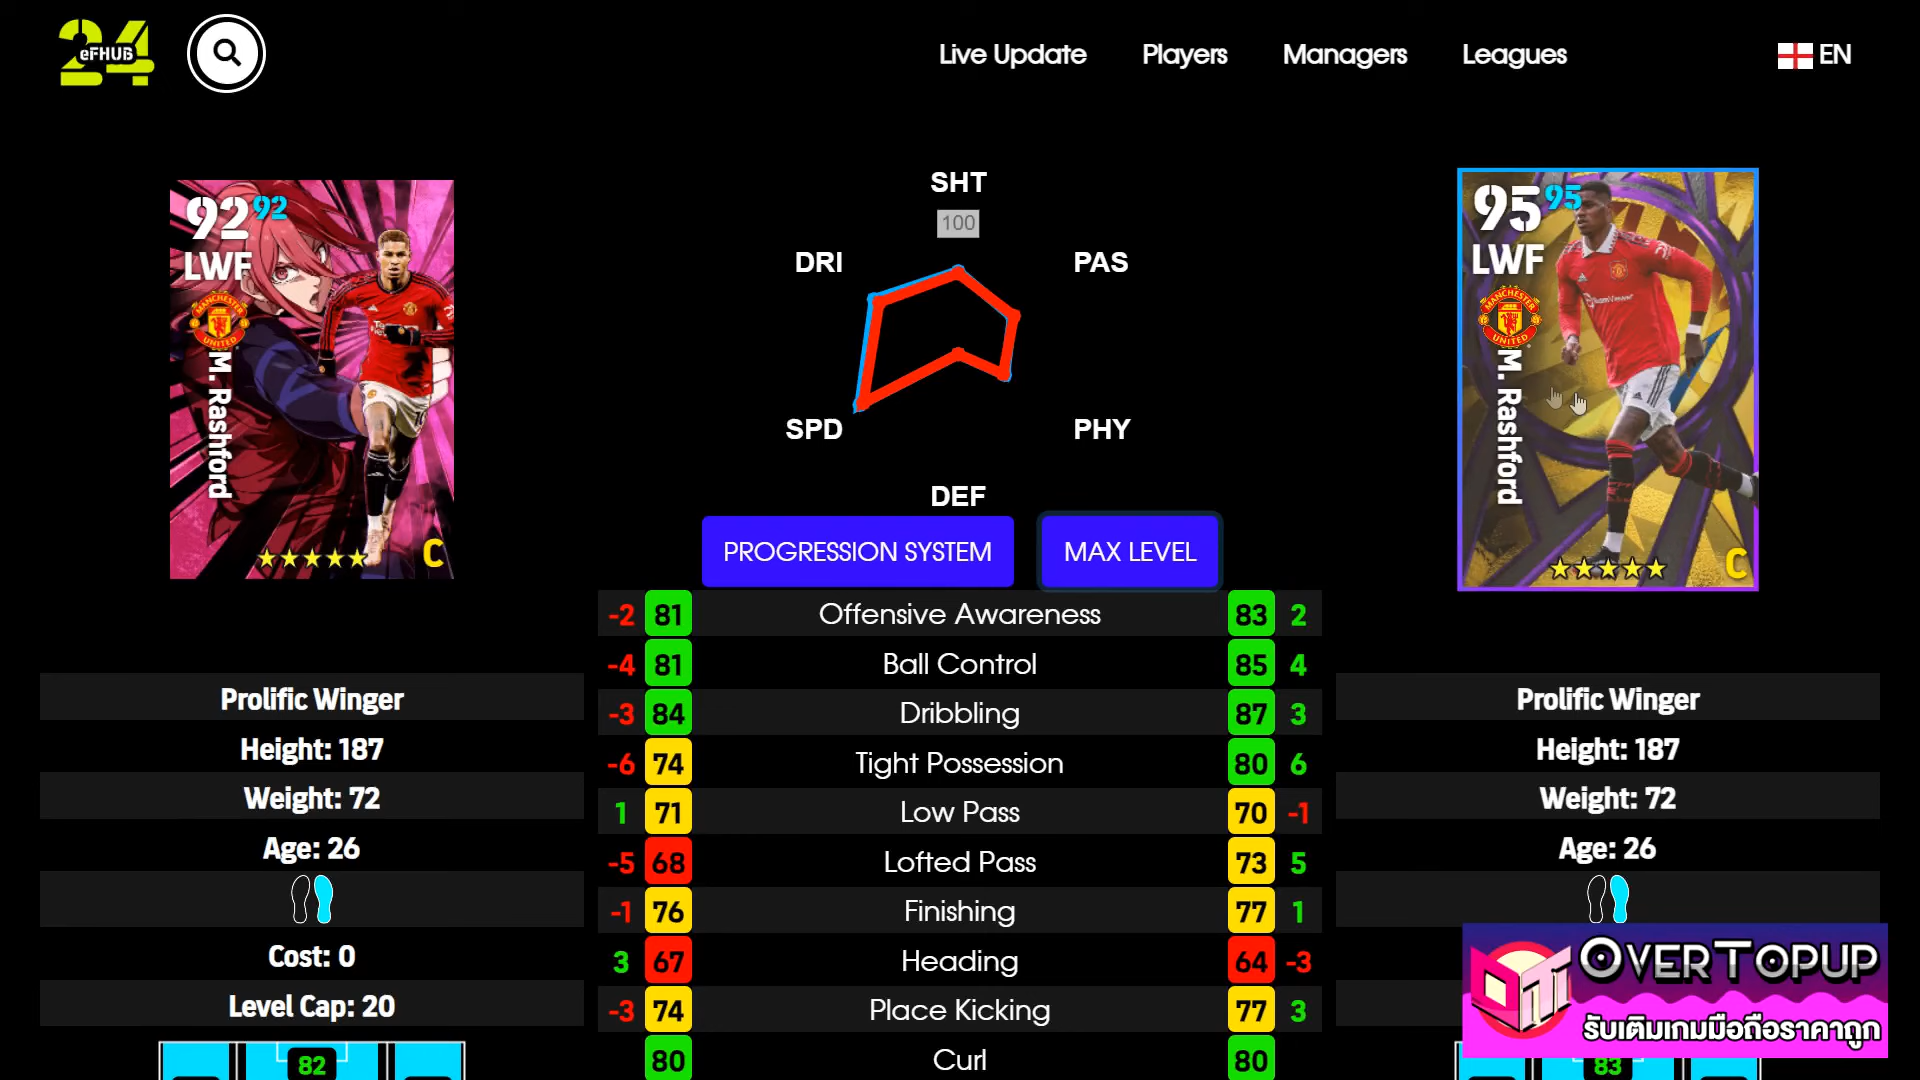 24
eFHUB
Live Update
Players
Managers
Leagues
EN
92 92
LWF
MANCHESTER
UNITED
M. Rashford
C
SHT
100
DRI
PAS
SPD
PHY
DEF
PROGRESSION SYSTEM
MAX LEVEL
95 95
LWF
MANCHESTER
UNITED
M. Rashford
C
-2 81 Offensive Awareness 83 2
-4 81 Ball Control 85 4
-3 84 Dribbling 87 3
-6 74 Tight Possession 80 6
1 71 Low Pass 70 -1
-5 68 Lofted Pass 73 5
-1 76 Finishing 77 1
3 67 Heading 64 -3
-3 74 Place Kicking 77 3
80 Curl 80
Prolific Winger
Height: 187
Weight: 72
Age: 26
Cost: 0
Level Cap: 20
82
Prolific Winger
Height: 187
Weight: 72
Age: 26
OVERTOPUP
รับเติมเกมมือถือราคาถูก
83